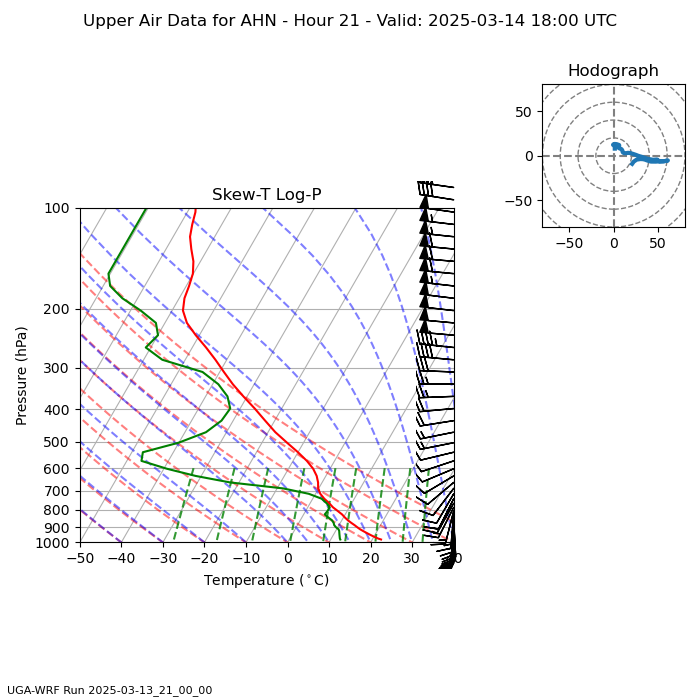 Upper Air Data for AHN - Hour 21 - Valid: 2025-03-14 18:00 UTC
Hodograph
50
0
−50
−50 0 50
Skew-T Log-P
Pressure (hPa)
100
200
300
400
500
600
700
800
900
1000
−50 −40 −30 −20 −10 0 10 20 30
Temperature (°C)
UGA-WRF Run 2025-03-13_21_00_00